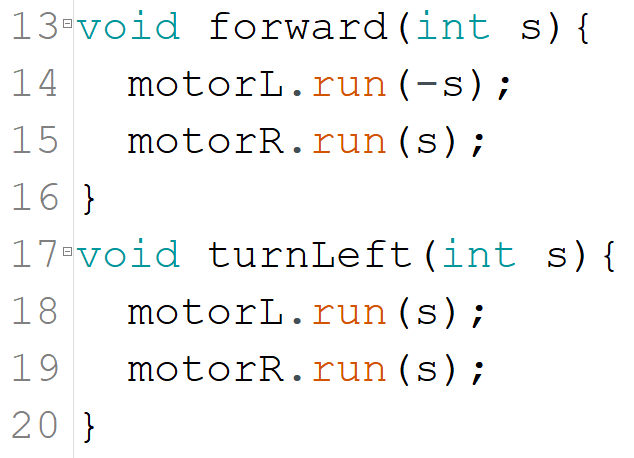 13 void forward(int s){
14   motorL.run(-s);
15   motorR.run(s);
16 }
17 void turnLeft(int s){
18   motorL.run(s);
19   motorR.run(s);
20 }